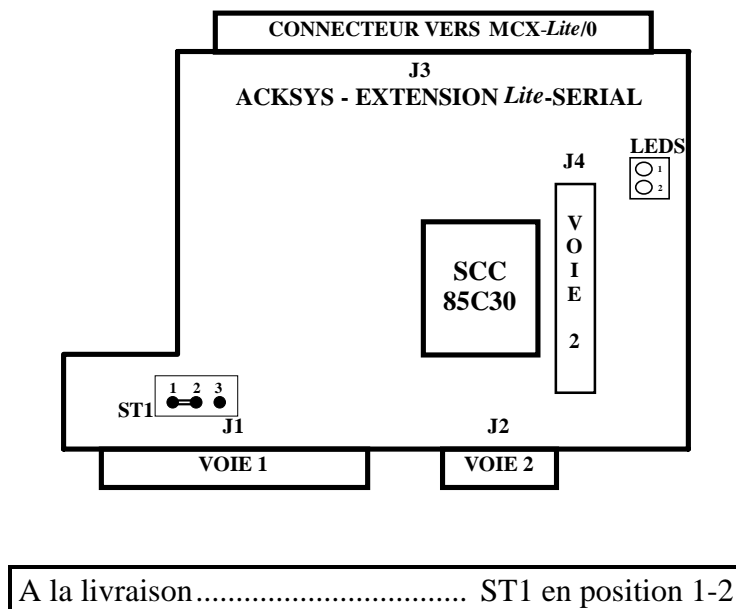 CONNECTEUR VERS MCX-Lite/0
J3
ACKSYS - EXTENSION Lite-SERIAL
LEDS
1
2
J4
V
O
I
E
2
SCC
85C30
1 2 3
ST1
J1
J2
VOIE 1
VOIE 2
A la livraison.................................. ST1 en position 1-2